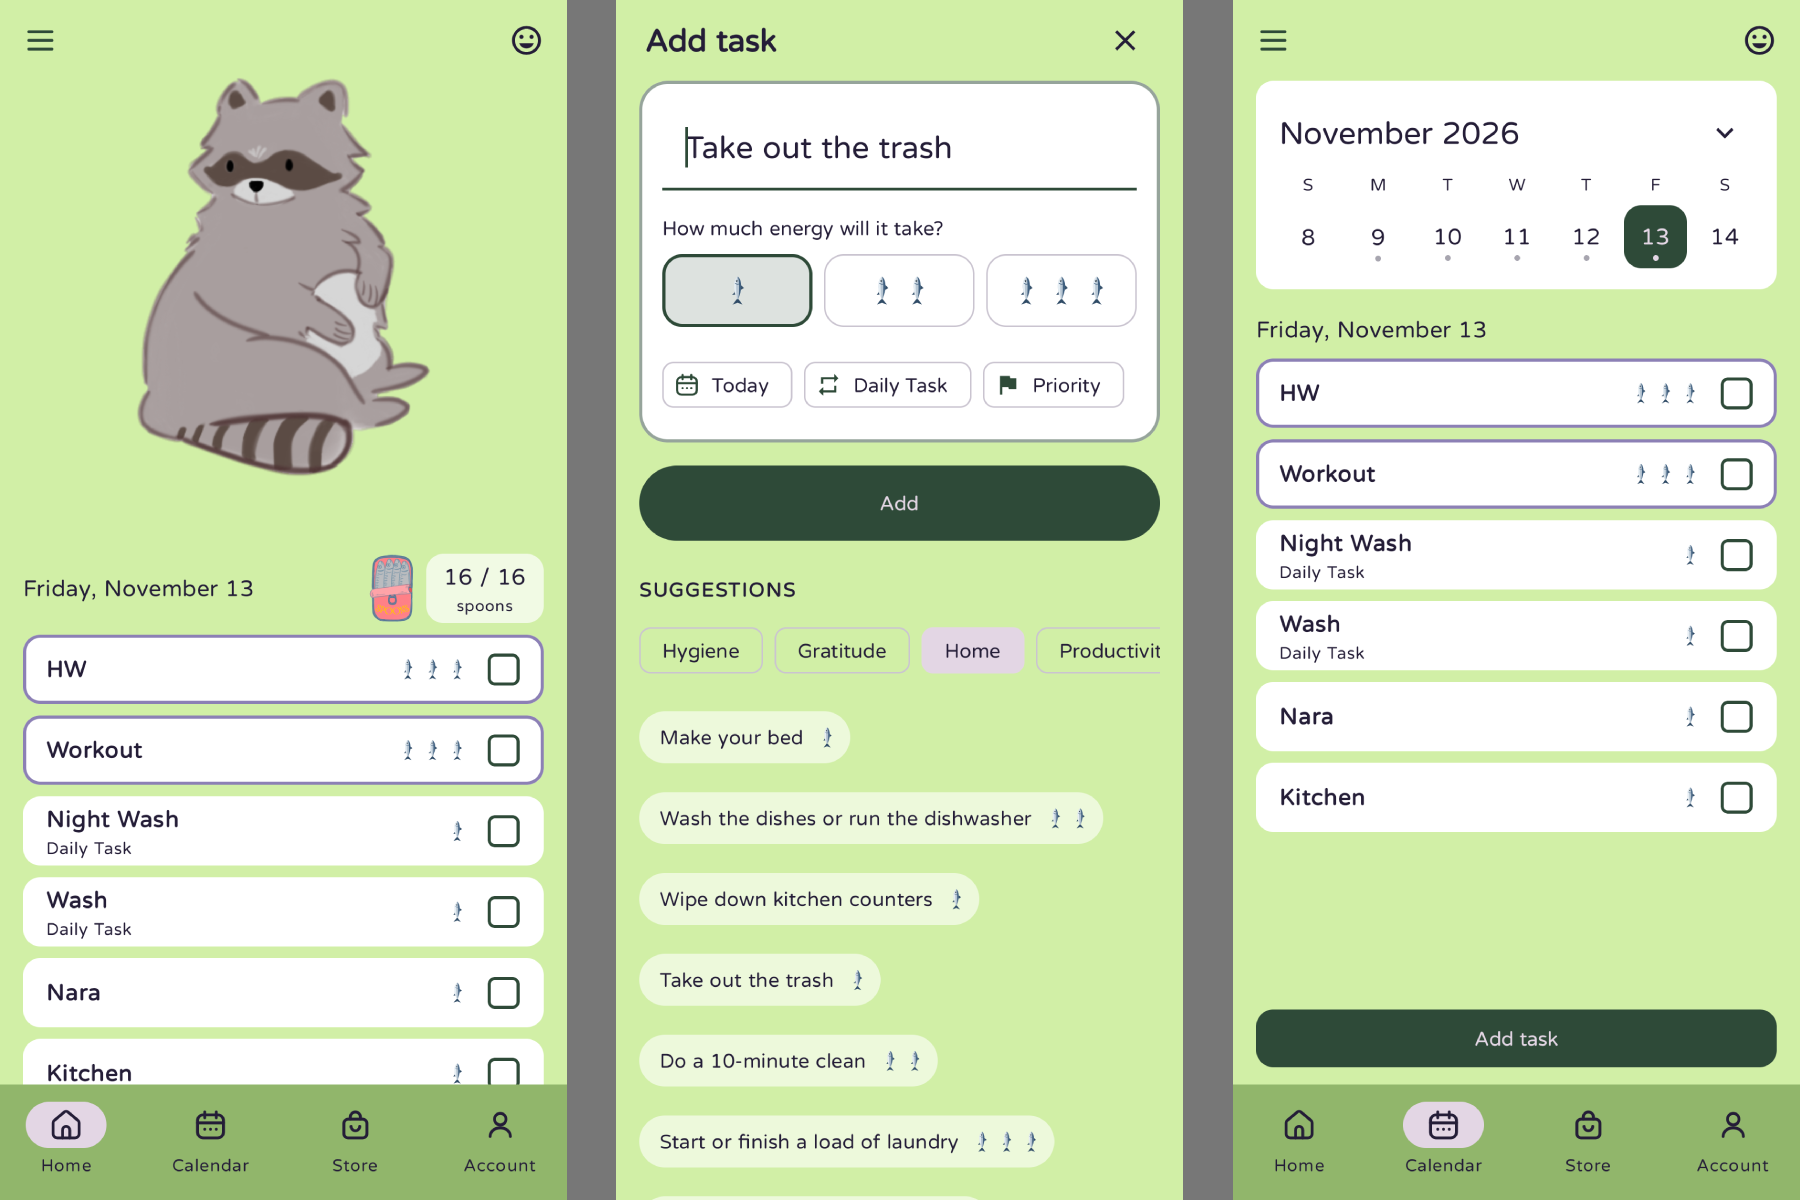 Friday, November 13
16 / 16
spoons
HW
Workout
Night Wash
Daily Task
Wash
Daily Task
Nara
Kitchen
Home
Calendar
Store
Account
Add task
Take out the trash
How much energy will it take?
Today
Daily Task
Priority
Add
SUGGESTIONS
Hygiene
Gratitude
Home
Productivit
Make your bed
Wash the dishes or run the dishwasher
Wipe down kitchen counters
Take out the trash
Do a 10-minute clean
Start or finish a load of laundry
November 2026
S M T W T F S
8 9 10 11 12 13 14
Friday, November 13
HW
Workout
Night Wash
Daily Task
Wash
Daily Task
Nara
Kitchen
Add task
Home
Calendar
Store
Account